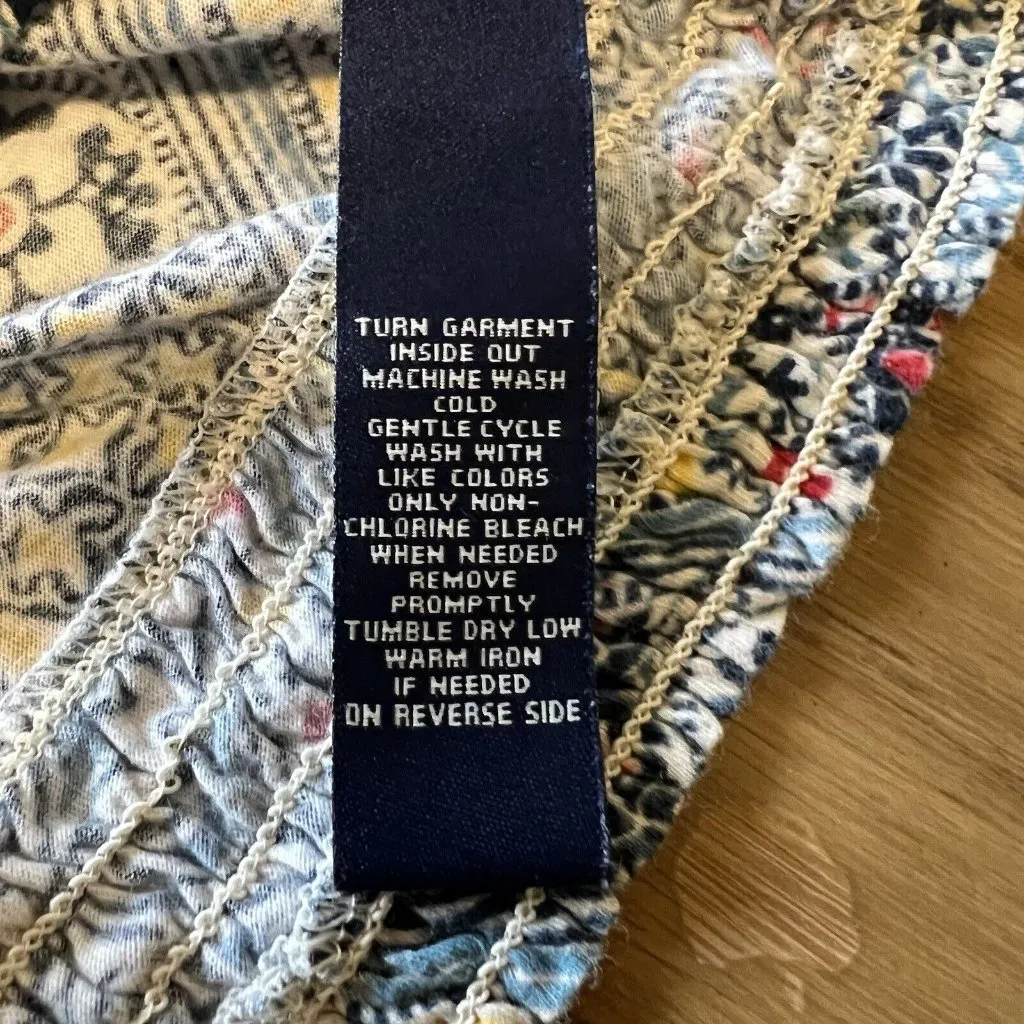 TURN GARMENT
INSIDE OUT
MACHINE WASH
COLD
GENTLE CYCLE
WASH WITH
LIKE COLORS
ONLY NON-
CHLORINE BLEACH
WHEN NEEDED
REMOVE
PROMPTLY
TUMBLE DRY LOW
WARM IRON
IF NEEDED
ON REVERSE SIDE